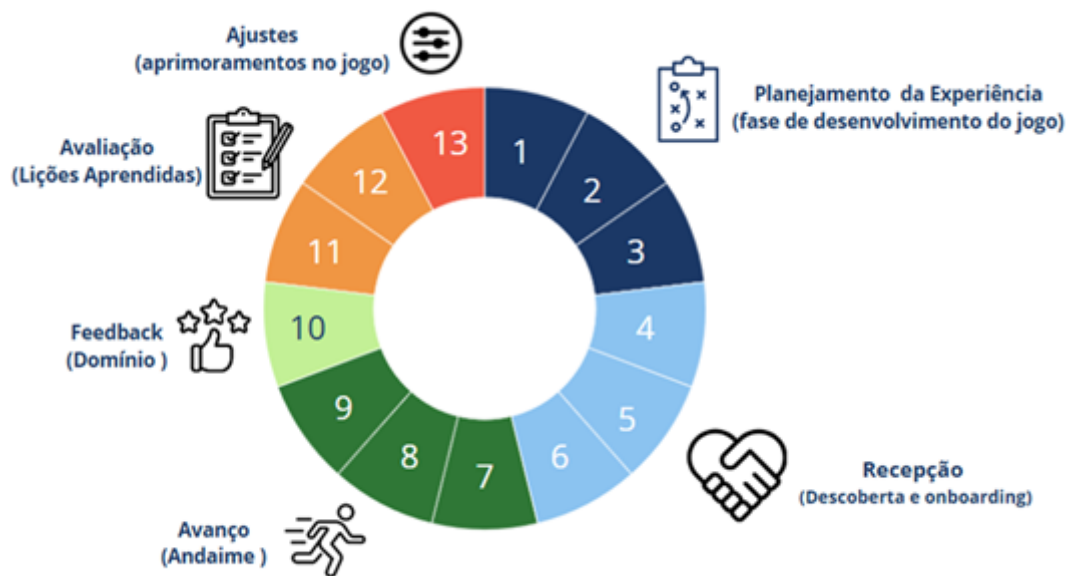 Ajustes
(aprimoramentos no jogo)
Planejamento da Experiência
(fase de desenvolvimento do jogo)
Avaliação
(Lições Aprendidas)
13
1
12
2
11
3
10
4
9
5
8
6
7
Feedback
(Domínio )
Recepção
(Descoberta e onboarding)
Avanço
(Andaime )